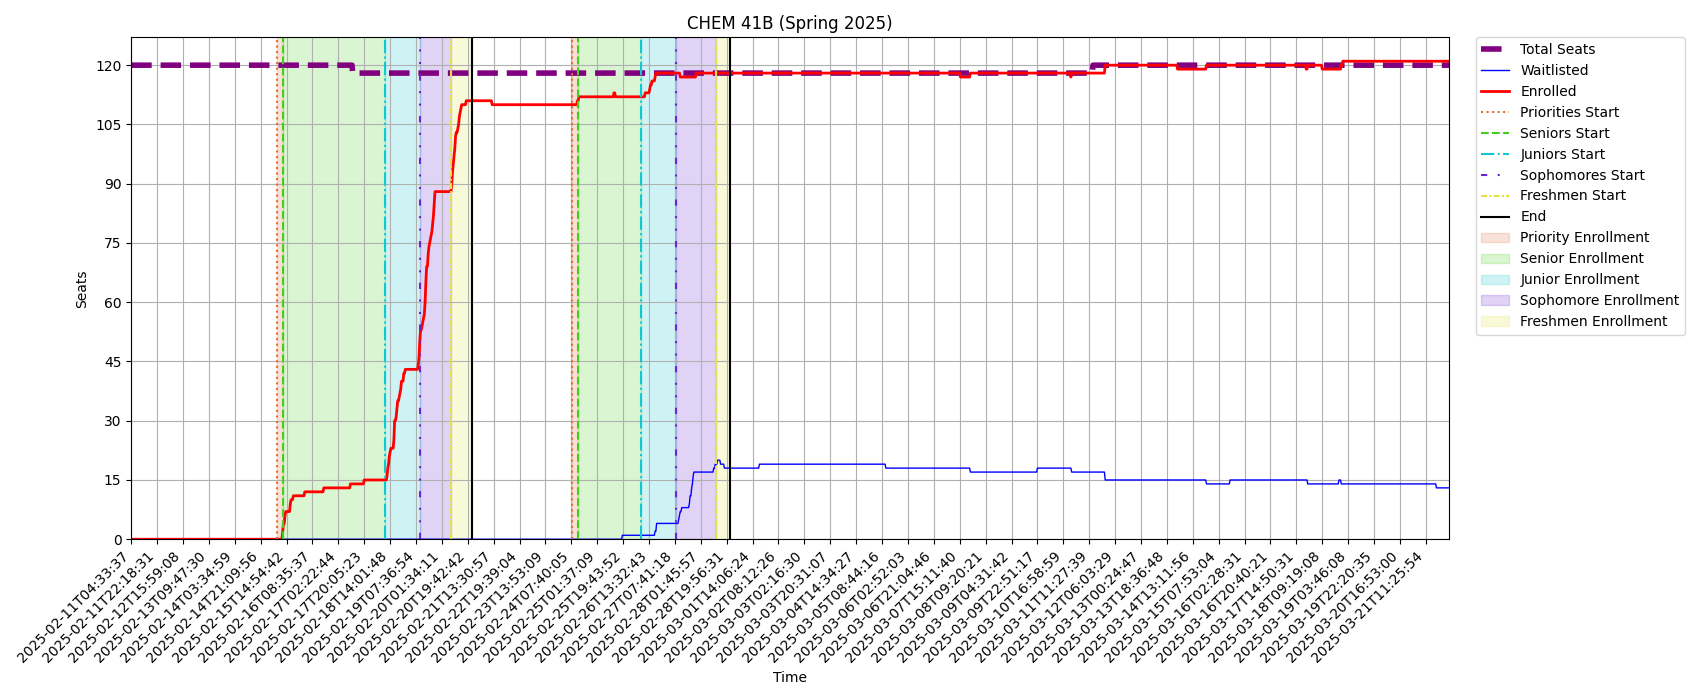 CHEM 41B (Spring 2025)
Seats
120
105
90
75
60
45
30
15
0
2025-02-11T04:33:37
2025-02-11T22:18:31
2025-02-12T15:59:08
2025-02-13T09:47:30
2025-02-14T03:34:59
2025-02-14T21:09:56
2025-02-15T14:54:42
2025-02-16T08:35:37
2025-02-17T02:22:44
2025-02-17T20:05:23
2025-02-18T14:01:48
2025-02-19T07:36:54
2025-02-20T01:34:11
2025-02-20T19:42:42
2025-02-21T13:30:57
2025-02-22T19:39:04
2025-02-23T13:53:09
2025-02-24T07:40:05
2025-02-25T01:37:09
2025-02-25T19:43:52
2025-02-26T13:32:43
2025-02-27T07:41:18
2025-02-28T01:45:57
2025-02-28T19:56:31
2025-03-01T14:06:24
2025-03-02T08:12:26
2025-03-03T02:16:30
2025-03-03T20:31:07
2025-03-04T14:34:27
2025-03-05T08:44:16
2025-03-06T02:52:03
2025-03-06T21:04:46
2025-03-07T15:11:40
2025-03-08T09:20:21
2025-03-09T04:31:42
2025-03-09T22:51:17
2025-03-10T16:58:59
2025-03-11T11:27:39
2025-03-12T06:03:29
2025-03-13T00:24:47
2025-03-13T18:36:48
2025-03-14T13:11:56
2025-03-15T07:53:04
2025-03-16T02:28:31
2025-03-16T20:40:21
2025-03-17T14:50:31
2025-03-18T09:19:08
2025-03-19T03:46:08
2025-03-19T22:20:35
2025-03-20T16:53:00
2025-03-21T11:25:54
Time
Total Seats
Waitlisted
Enrolled
Priorities Start
Seniors Start
Juniors Start
Sophomores Start
Freshmen Start
End
Priority Enrollment
Senior Enrollment
Junior Enrollment
Sophomore Enrollment
Freshmen Enrollment